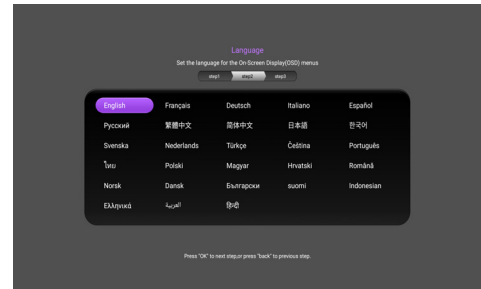 Language
Set the language for the On-Screen Display(OSD) menus
step1 step2 step3
English Français Deutsch Italiano Español
Русский 繁體中文 简体中文 日本語 한국어
Svenska Nederlands Türkçe Čeština Português
ไทย Polski Magyar Hrvatski Română
Norsk Dansk Български suomi Indonesian
Ελληνικά العربية हिन्दी
Press "OK" to next step,or press "back" to previous step.